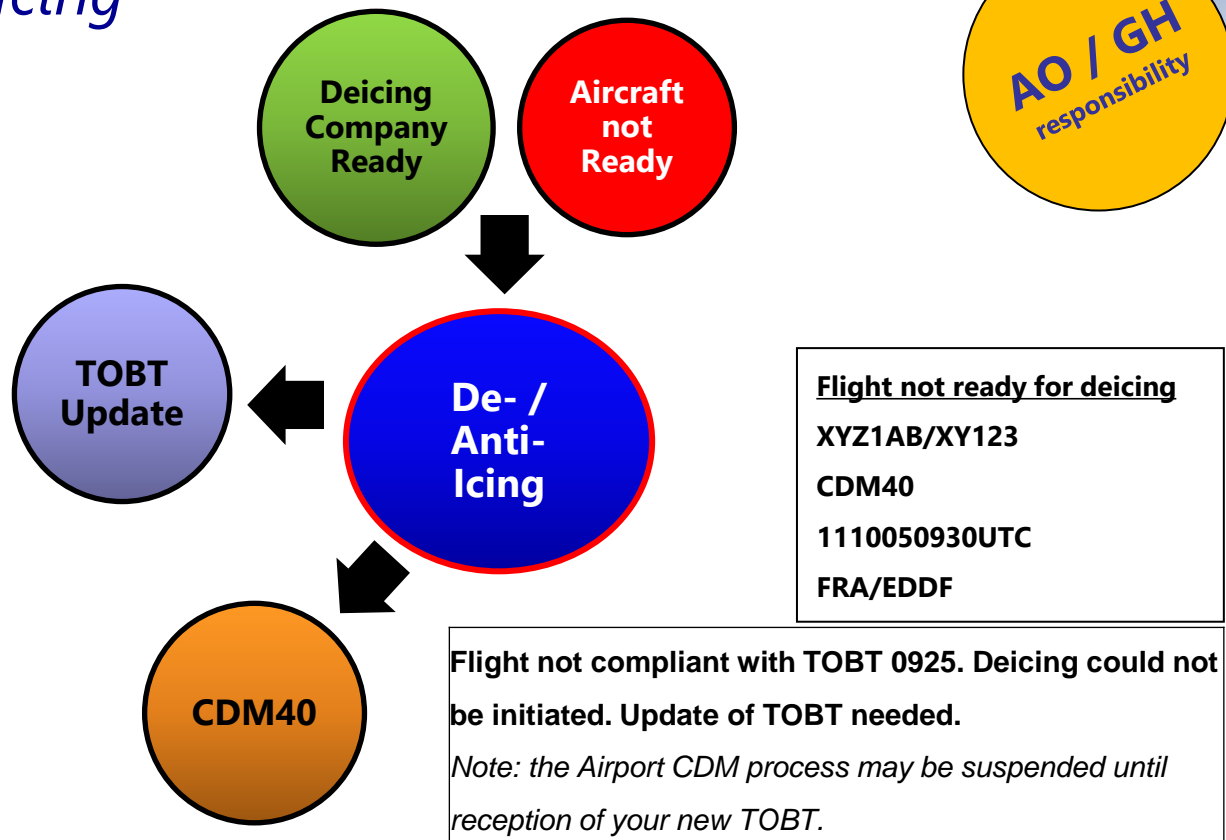 AO / GH
responsibility
Deicing
Company
Ready
Aircraft
not
Ready
TOBT
Update
De- /
Anti-
Icing
CDM40
Flight not ready for deicing
XYZ1AB/XY123
CDM40
1110050930UTC
FRA/EDDF
Flight not compliant with TOBT 0925. Deicing could not
be initiated. Update of TOBT needed.
Note: the Airport CDM process may be suspended until
reception of your new TOBT.